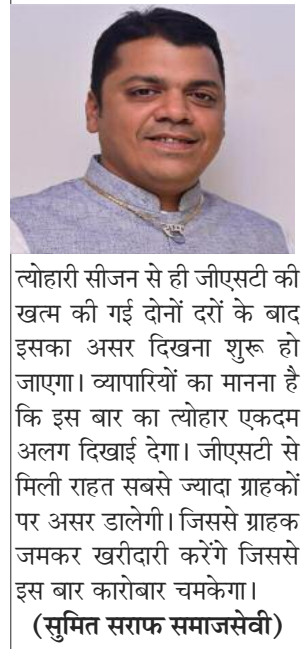 त्योहारी सीजन से ही जीएसटी की
खत्म की गई दोनों दरों के बाद
इसका असर दिखना शुरू हो
जाएगा। व्यापारियों का मानना है
कि इस बार का त्योहार एकदम
अलग दिखाई देगा। जीएसटी से
मिली राहत सबसे ज्यादा ग्राहकों
पर असर डालेगी। जिससे ग्राहक
जमकर खरीदारी करेंगे जिससे
इस बार कारोबार चमकेगा।
(सुमित सराफ समाजसेवी)